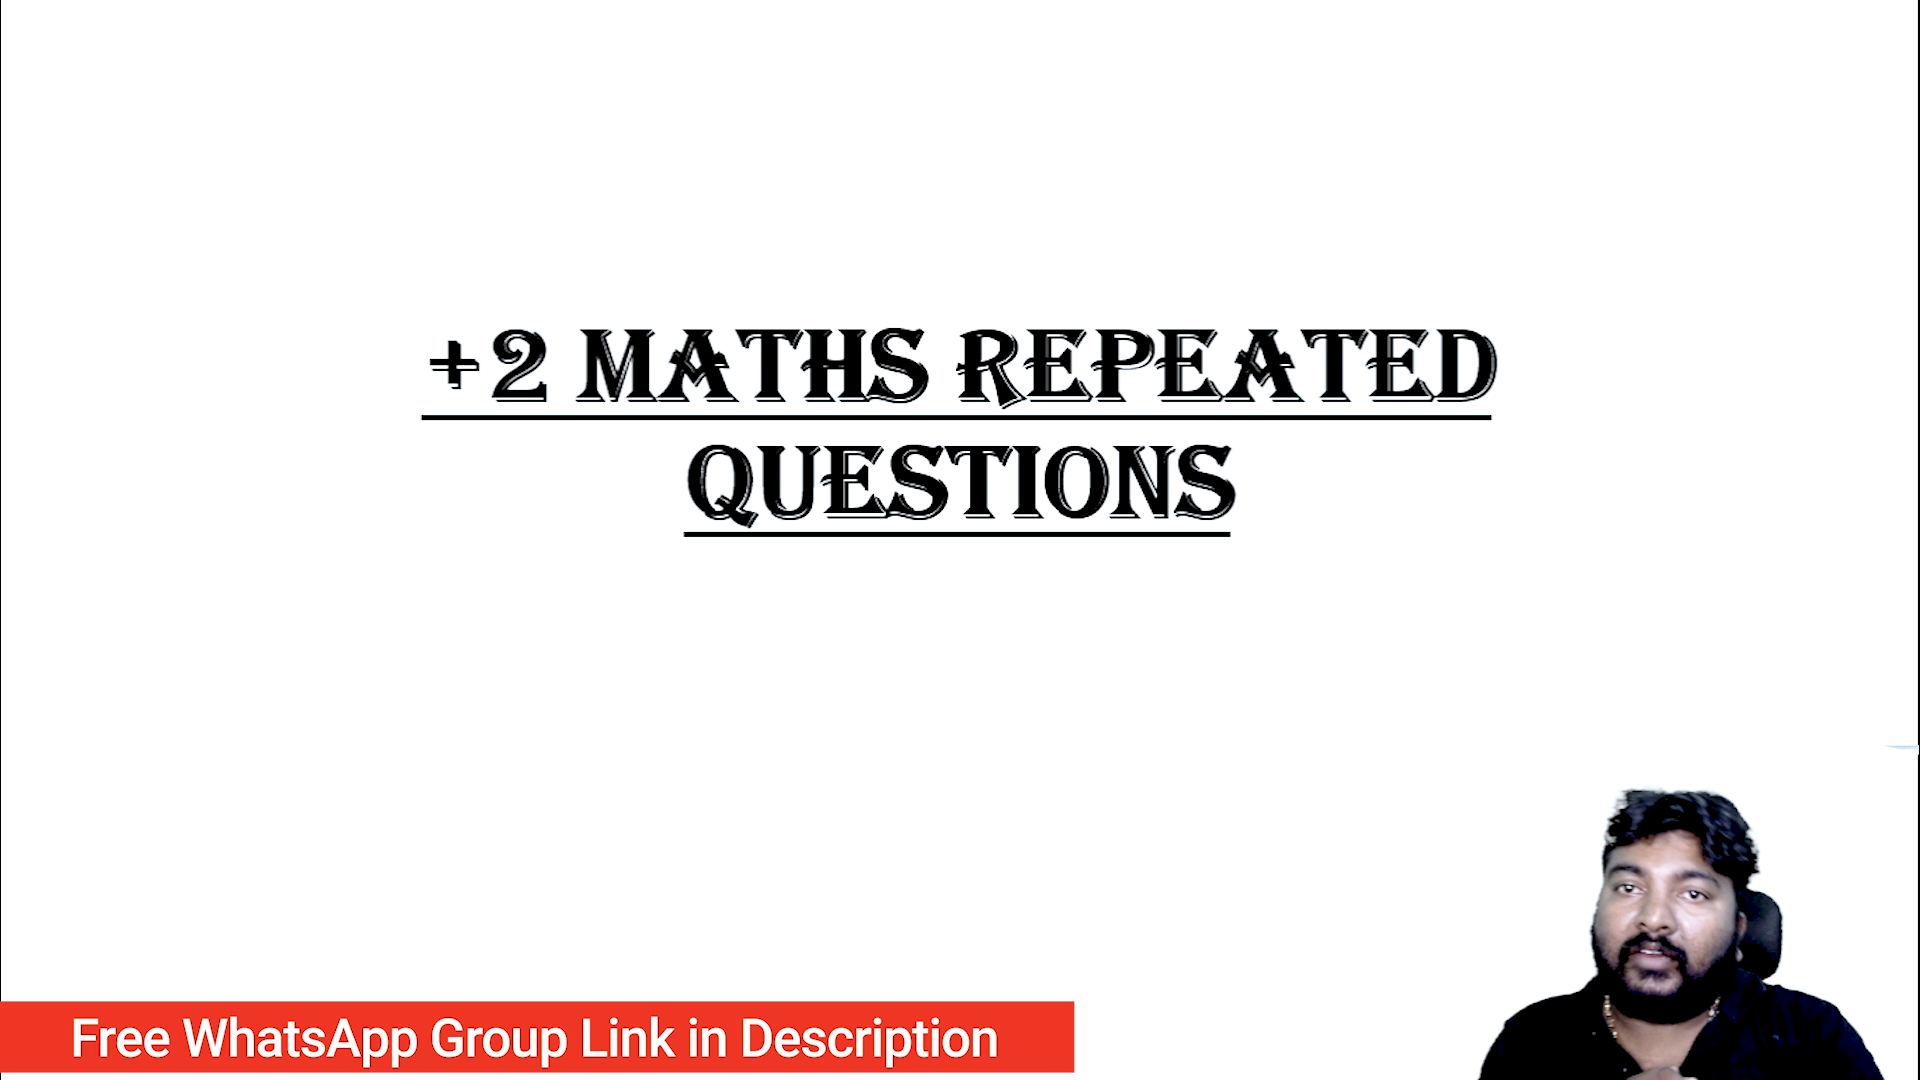 +2 MATHS REPEATED
QUESTIONS
Free WhatsApp Group Link in Description